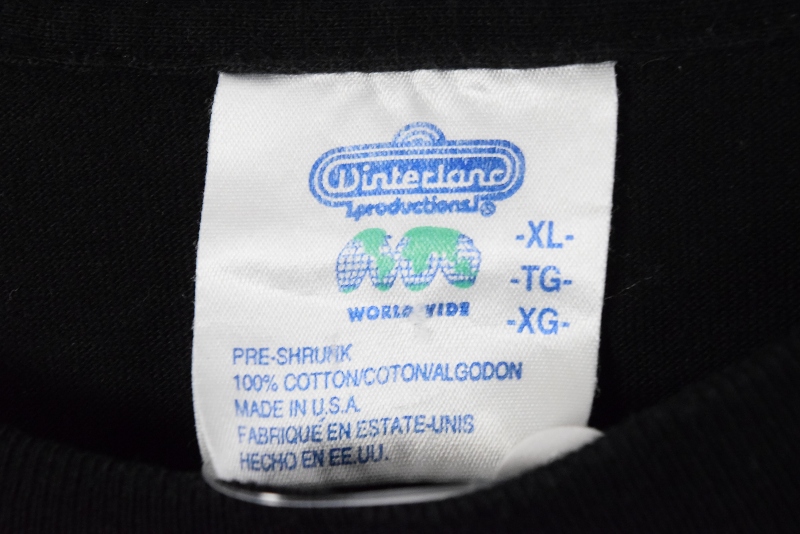 Winterland
productions
®
-XL-
-TG-
-XG-
WORLD WIDE
PRE-SHRUNK
100% COTTON/COTON/ALGODON
MADE IN U.S.A.
FABRIQUÉ EN ESTATE-UNIS
HECHO EN EE.UU.